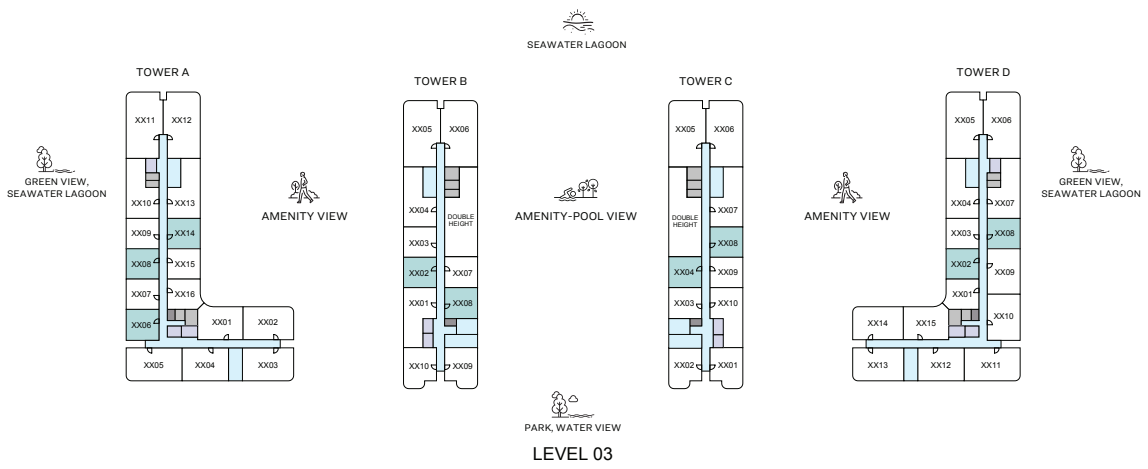 SEAWATER LAGOON
TOWER A
TOWER B
TOWER C
TOWER D
XX11 XX12
XX05 XX06
XX05 XX06
XX05 XX06
GREEN VIEW,
SEAWATER LAGOON
AMENITY VIEW
AMENITY-POOL VIEW
AMENITY VIEW
GREEN VIEW,
SEAWATER LAGOON
XX10 XX13
XX09 XX14
XX08 XX15
XX07 XX16
XX06 XX01 XX02
XX05 XX04 XX03
XX04 DOUBLE
HEIGHT
XX03
XX02 XX07
XX01 XX08
XX10 XX09
DOUBLE
HEIGHT XX07
XX08
XX04 XX09
XX03 XX10
XX02 XX01
XX04 XX07
XX03 XX08
XX02 XX09
XX01 XX10
XX14 XX15
XX13 XX12 XX11
PARK, WATER VIEW
LEVEL 03